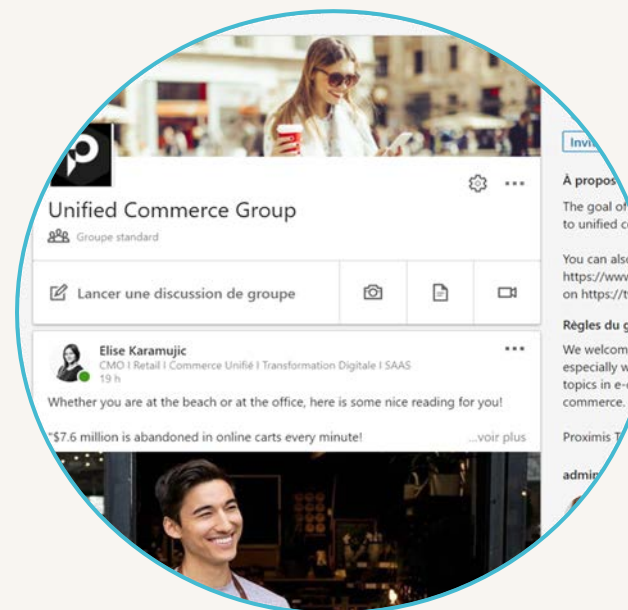 Unified Commerce Group
Groupe standard
Lancer une discussion de groupe
Elise Karamujic
CMO I Retail I Commerce Unifié I Transformation Digitale I SAAS
19 h
Whether you are at the beach or at the office, here is some nice reading for you!
"$7.6 million is abandoned in online carts every minute!
...voir plus
À propos
The goal of
to unified
You can also
https://www
on
Règles du
We welcom
especially
topics in
commerce.
Proximis